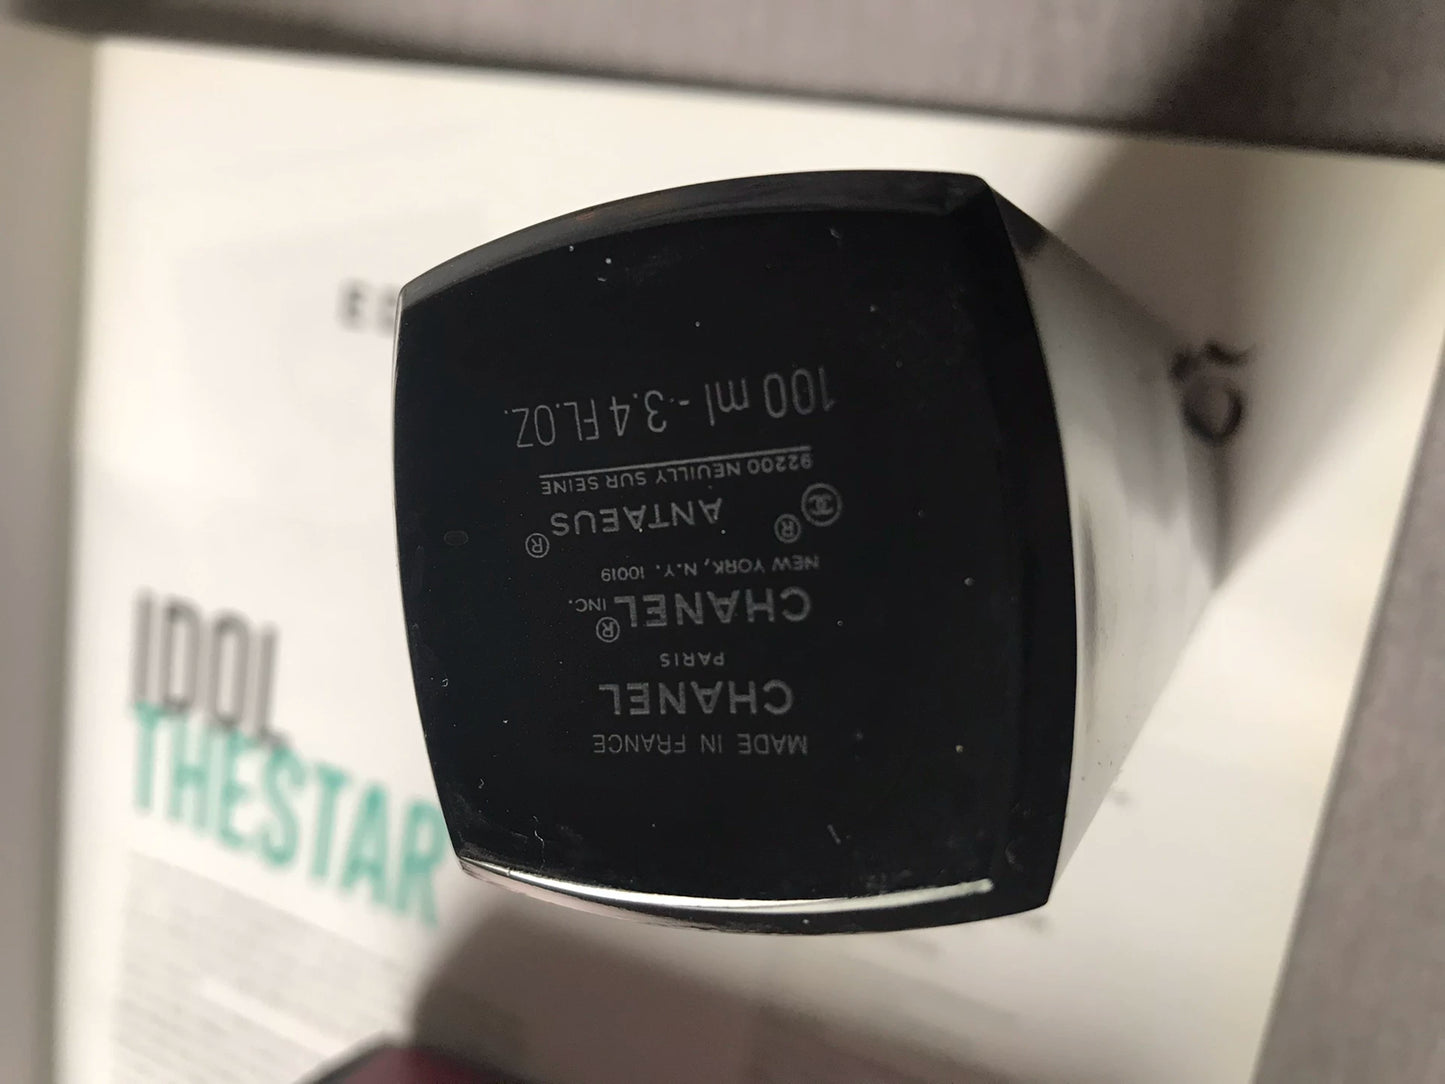 MADE IN FRANCE
CHANEL
PARIS
CHANEL® INC.
NEW YORK, N.Y. 10019
® ANTAEUS®
92200 NEUILLY SUR SEINE
100 ml - 3.4 FL.OZ.
IDOL
THESTAR